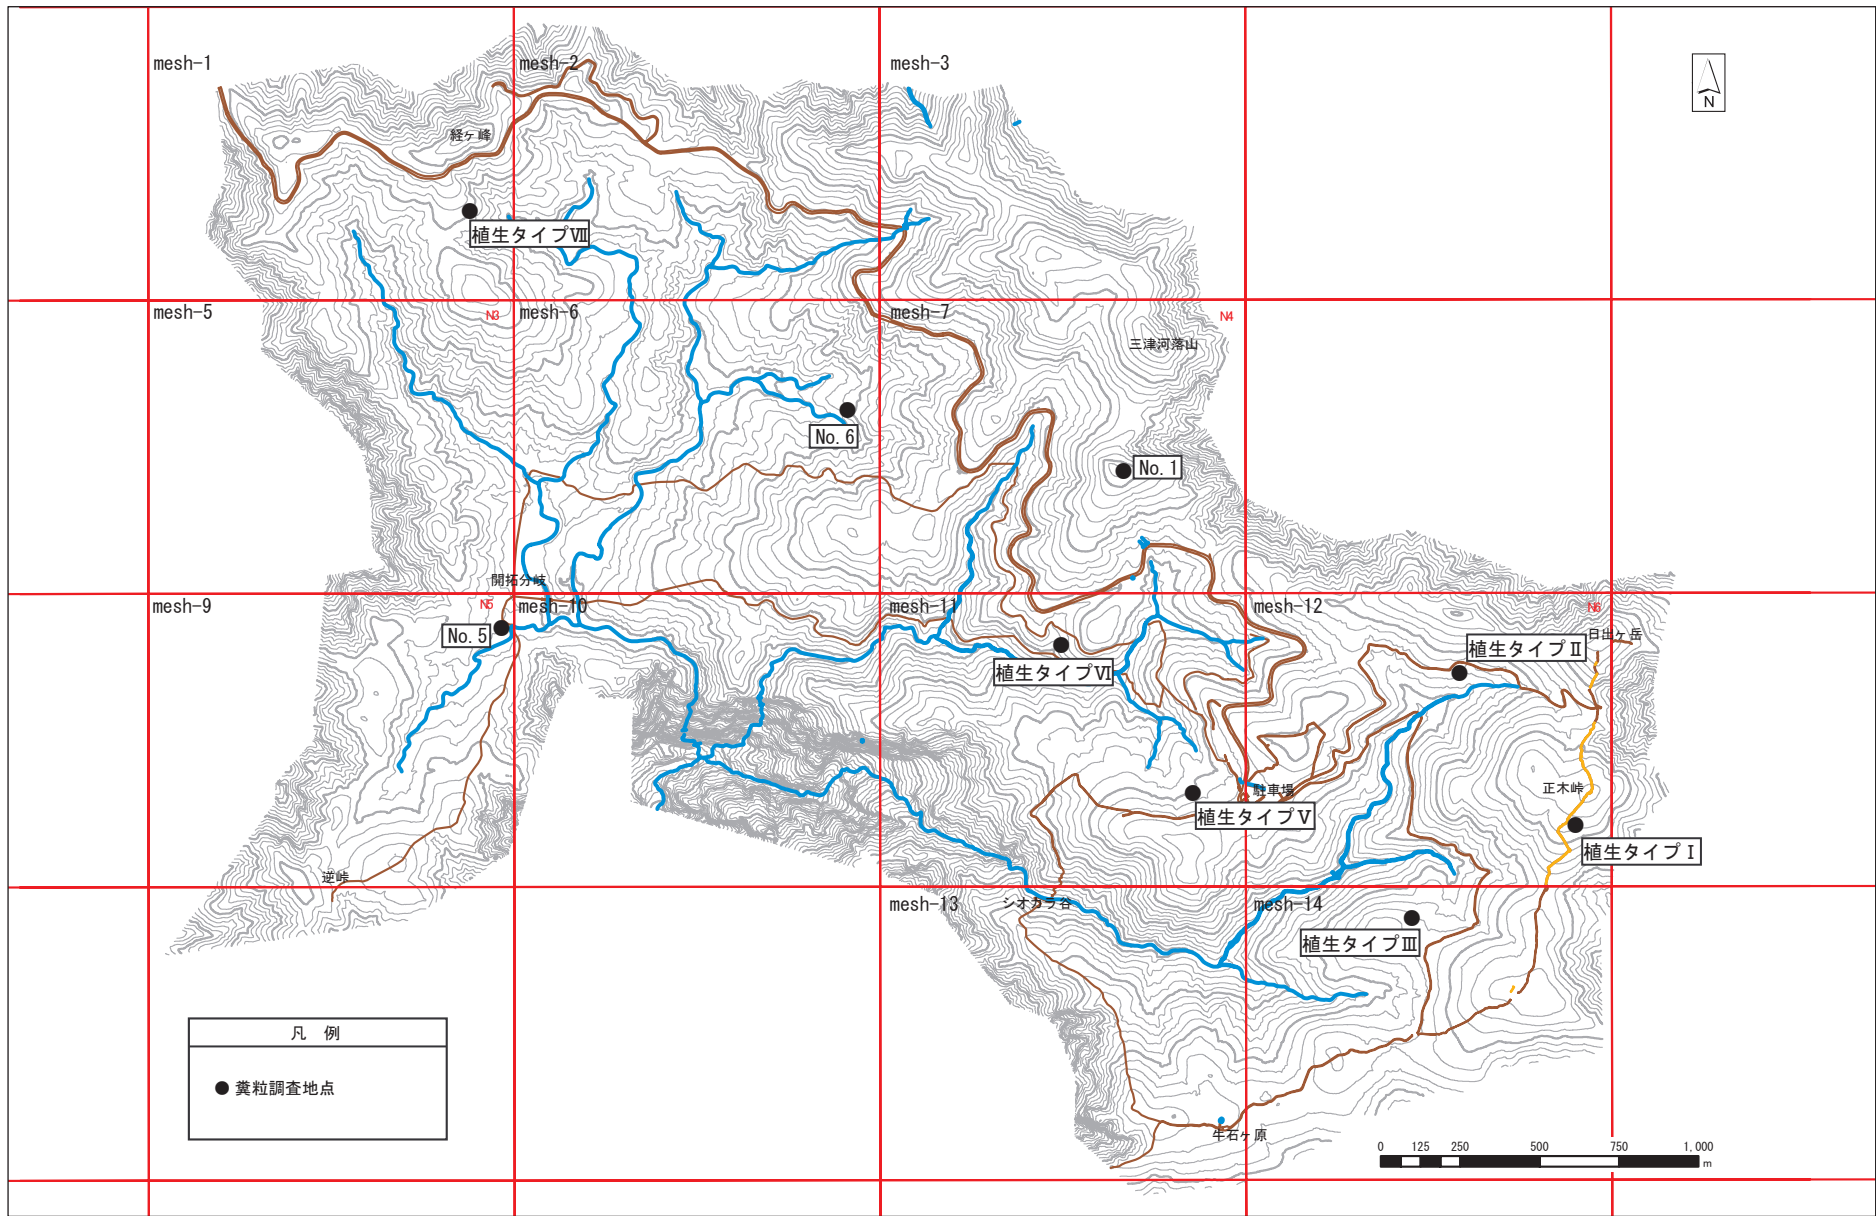 mesh-1
mesh-2
mesh-3
N
経ヶ峰
植生タイプⅦ
mesh-5
N3
mesh-6
mesh-7
N4
三津河落山
No. 6
No. 1
開拓分岐
mesh-9
N5
mesh-10
mesh-11
mesh-12
N6
No. 5
日出ヶ岳
植生タイプⅡ
植生タイプⅥ
駐車場
正木峠
植生タイプⅤ
植生タイプⅠ
逆峠
シオカラ谷
mesh-13
mesh-14
植生タイプⅢ
凡 例
糞粒調査地点
牛石ヶ原
0 125 250 500 750 1,000
m